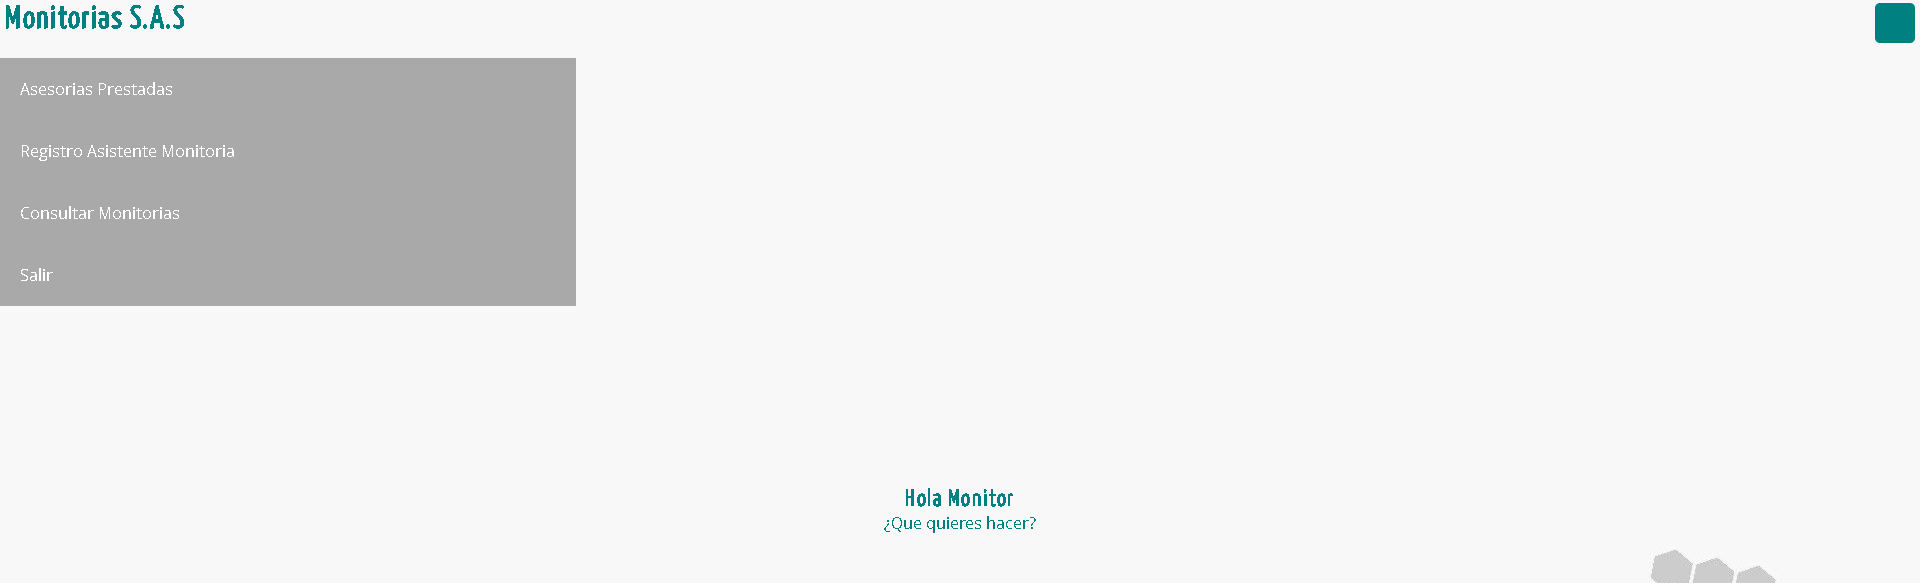 Monitorias S.A.S
Asesorias Prestadas
Registro Asistente Monitoria
Consultar Monitorias
Salir
Hola Monitor
¿Que quieres hacer?